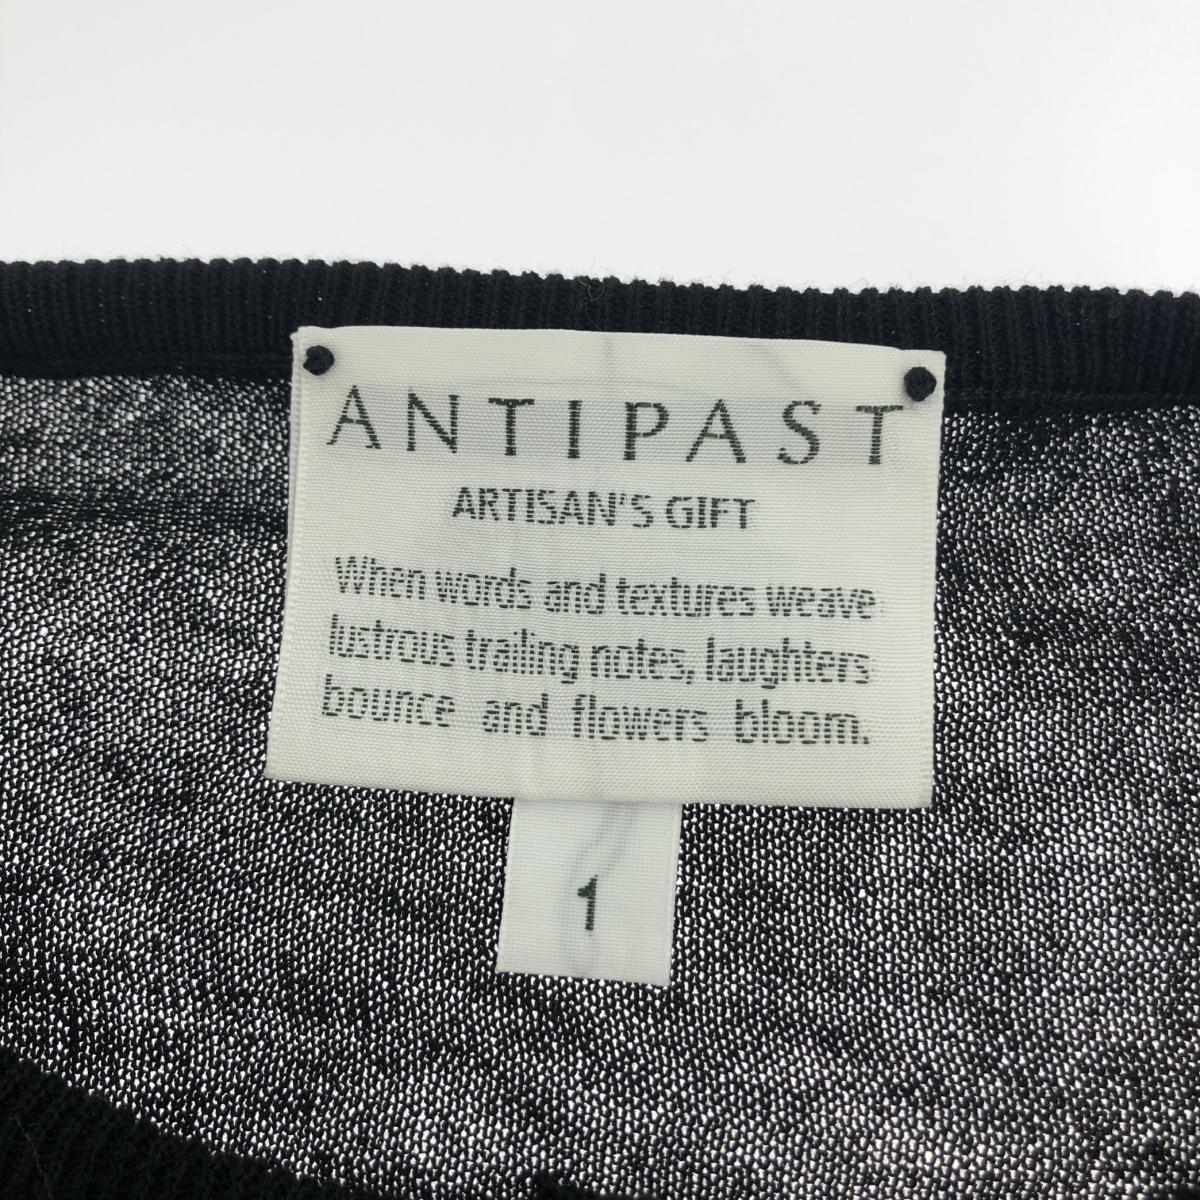 ANTIPAST
ARTISAN'S GIFT
When words and textures weave
lustrous trailing notes, laughters
bounce and flowers bloom.
1